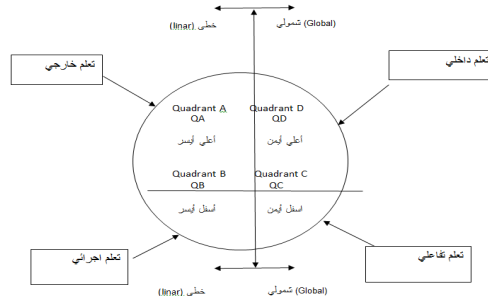 خطى (linar)
شمولي (Global)
تعلم خارجي
تعلم داخلي
Quadrant A
QA
أعلي أيسر
Quadrant D
QD
أعلي أيمن
Quadrant B
QB
أسفل أيسر
Quadrant C
QC
اسفل أيمن
تعلم اجرائي
تعلم تفاعلي
خطى (linar)
شمولي (Global)